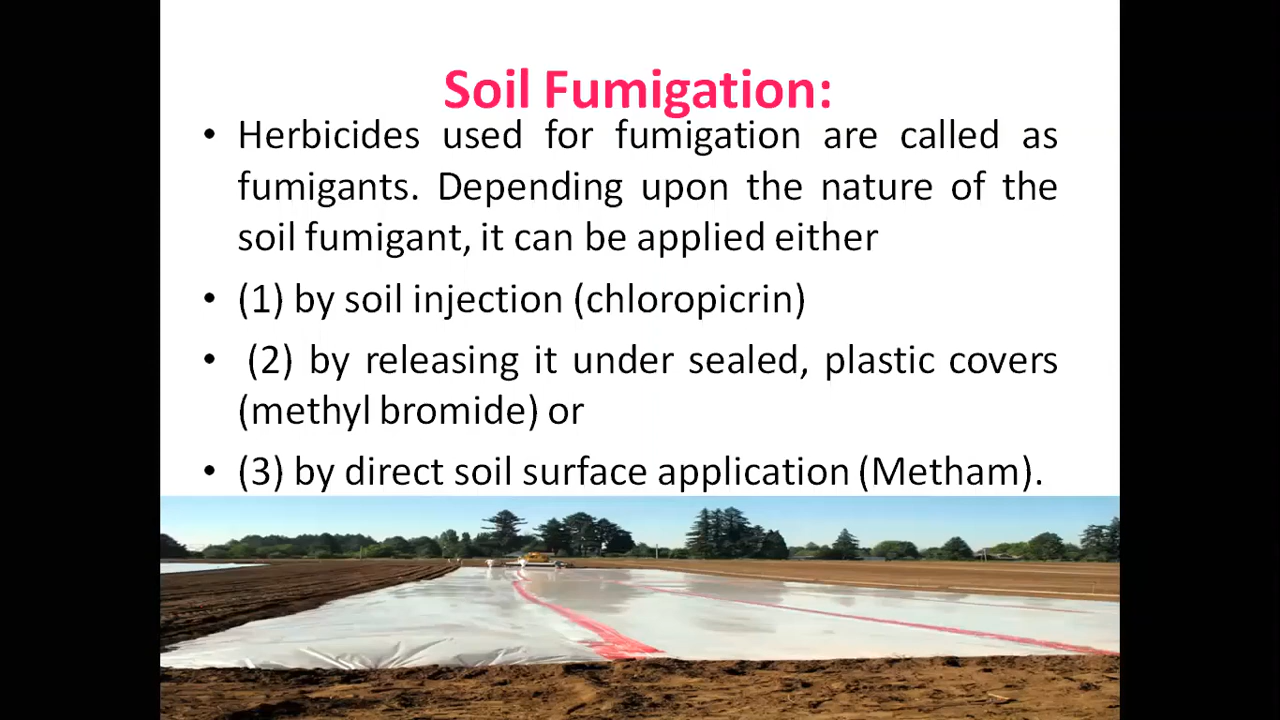 Soil Fumigation:
• Herbicides used for fumigation are called as
fumigants. Depending upon the nature of the
soil fumigant, it can be applied either
• (1) by soil injection (chloropicrin)
• (2) by releasing it under sealed, plastic covers
(methyl bromide) or
• (3) by direct soil surface application (Metham).